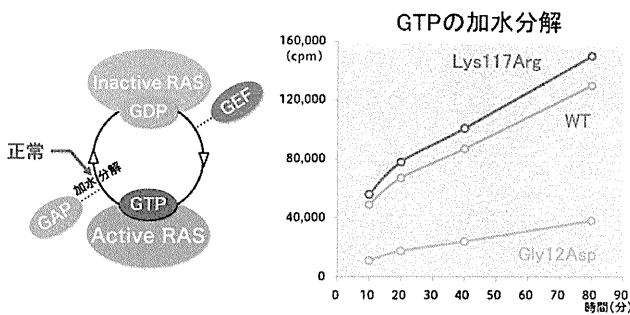 Inactive RAS
GDP
GEF
正常
加水分解
GAP
GTP
Active RAS
GTPの加水分解
160,000
(cpm)
120,000
80,000
40,000
0
Lys117Arg
WT
Gly12Asp
0 10 20 30 40 50 60 70 80 90
時間(分)